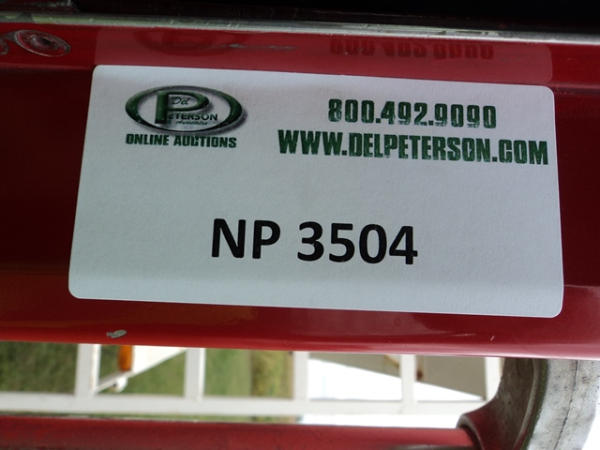 Del
PETERSON
ONLINE AUCTIONS
800.492.9090
WWW.DELPETERSON.COM
NP 3504